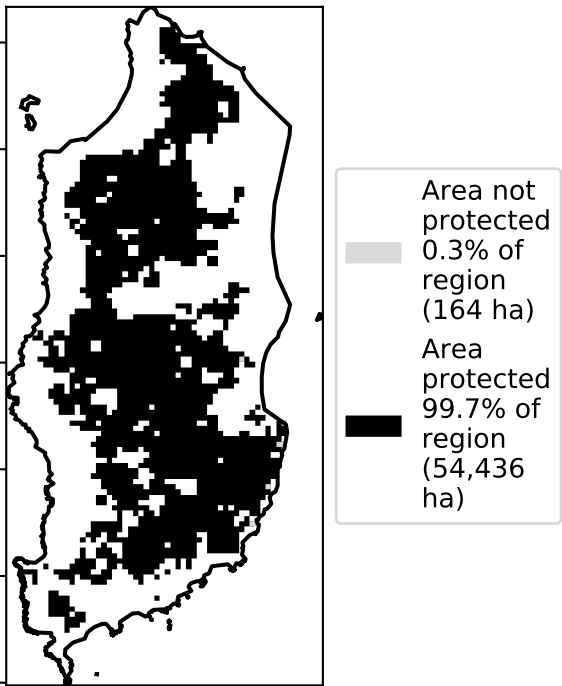 Area not
protected
0.3% of
region
(164 ha)
Area
protected
99.7% of
region
(54,436
ha)